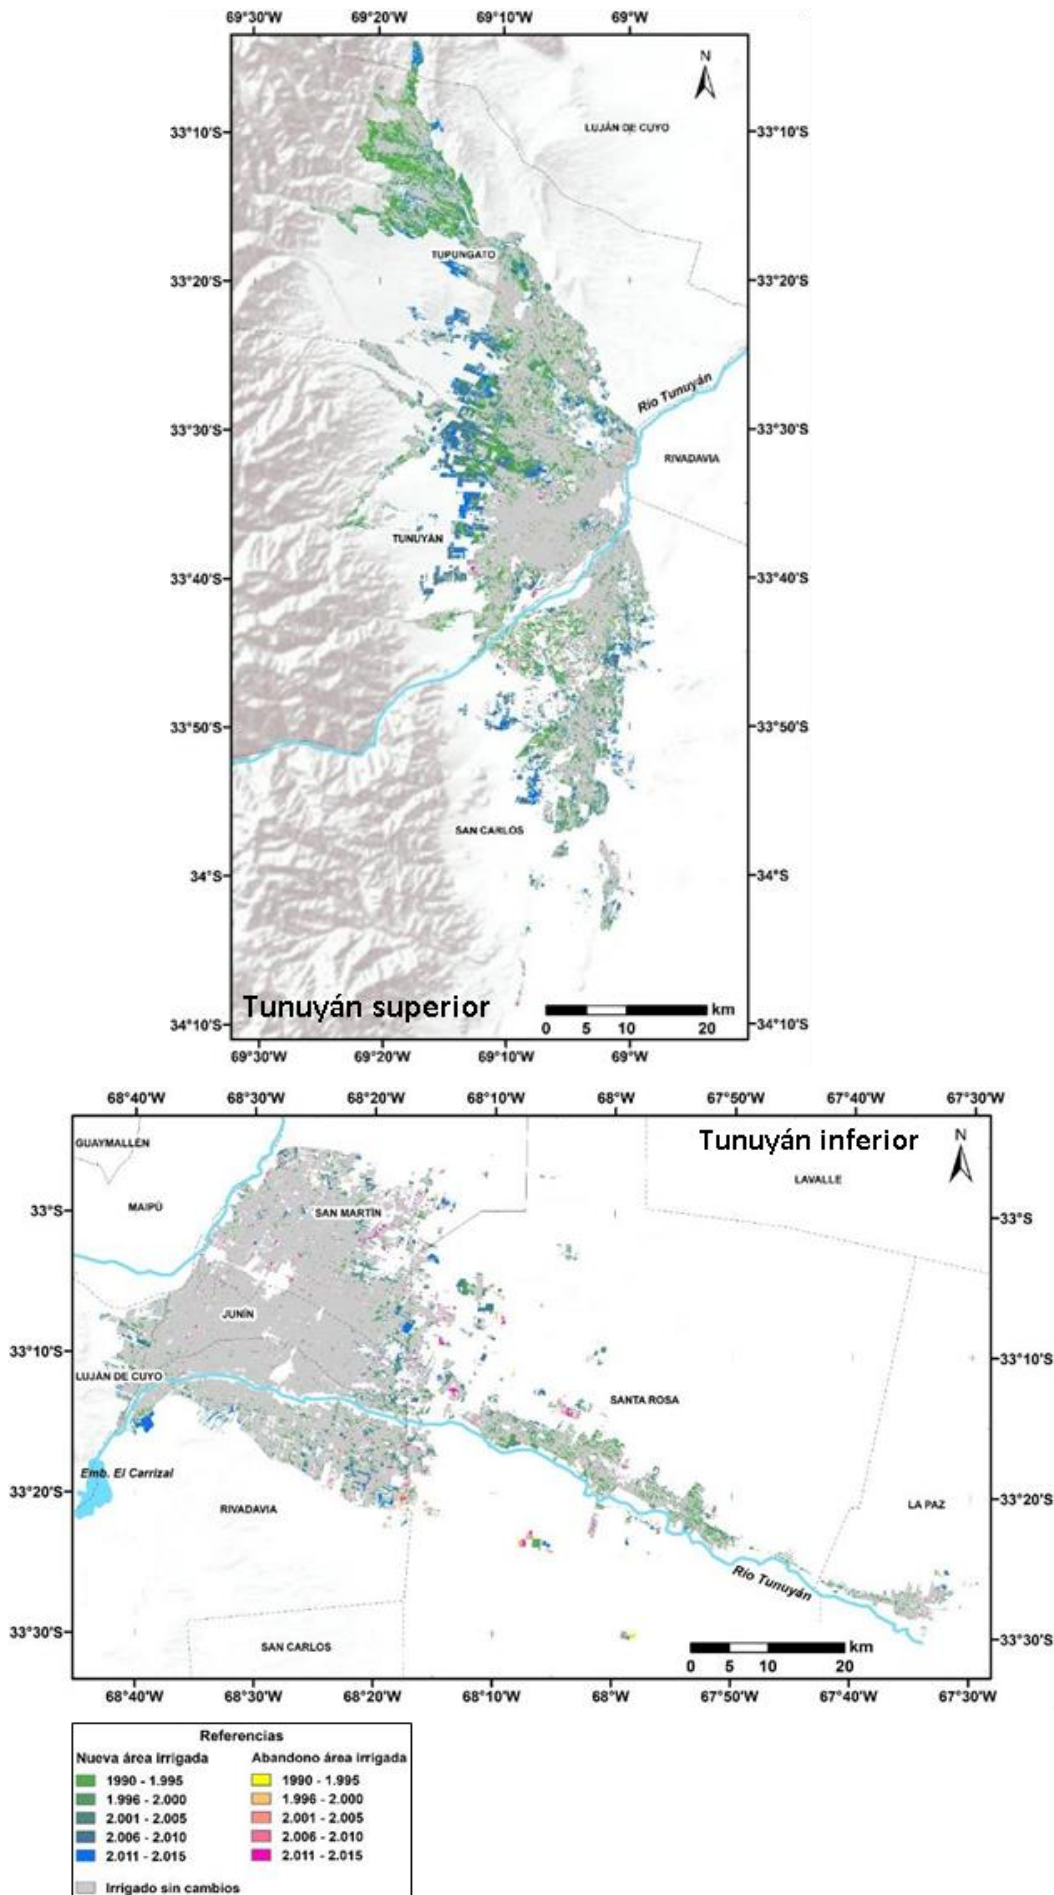 69°30'W 69°20'W 69°10'W 69°W
N
LUJÁN DE CUYO
33°10'S 33°10'S
TUPUNGATO
33°20'S 33°20'S
Río Tunuyán
33°30'S 33°30'S
RIVADAVIA
TUNUYÁN
33°40'S 33°40'S
33°50'S 33°50'S
SAN CARLOS
34°S 34°S
Tunuyán superior
km
0 5 10 20
34°10'S 34°10'S
69°30'W 69°20'W 69°10'W 69°W
68°40'W 68°30'W 68°20'W 68°10'W 68°W 67°50'W 67°40'W 67°30'W
GUAYMALLÉN
Tunuyán inferior
N
LAVALLE
MAIPÚ
SAN MARTÍN
33°S 33°S
JUNÍN
33°10'S 33°10'S
LUJÁN DE CUYO
SANTA ROSA
Emb. El Carrizal
33°20'S 33°20'S
RIVADAVIA
LA PAZ
Río Tunuyán
33°30'S 33°30'S
SAN CARLOS
km
0 5 10 20
68°40'W 68°30'W 68°20'W 68°10'W 68°W 67°50'W 67°40'W 67°30'W
Referencias
Nueva área irrigada Abandono área irrigada
1990 - 1.995 1990 - 1.995
1.996 - 2.000 1.996 - 2.000
2.001 - 2.005 2.001 - 2.005
2.006 - 2.010 2.006 - 2.010
2.011 - 2.015 2.011 - 2.015
Irrigado sin cambios